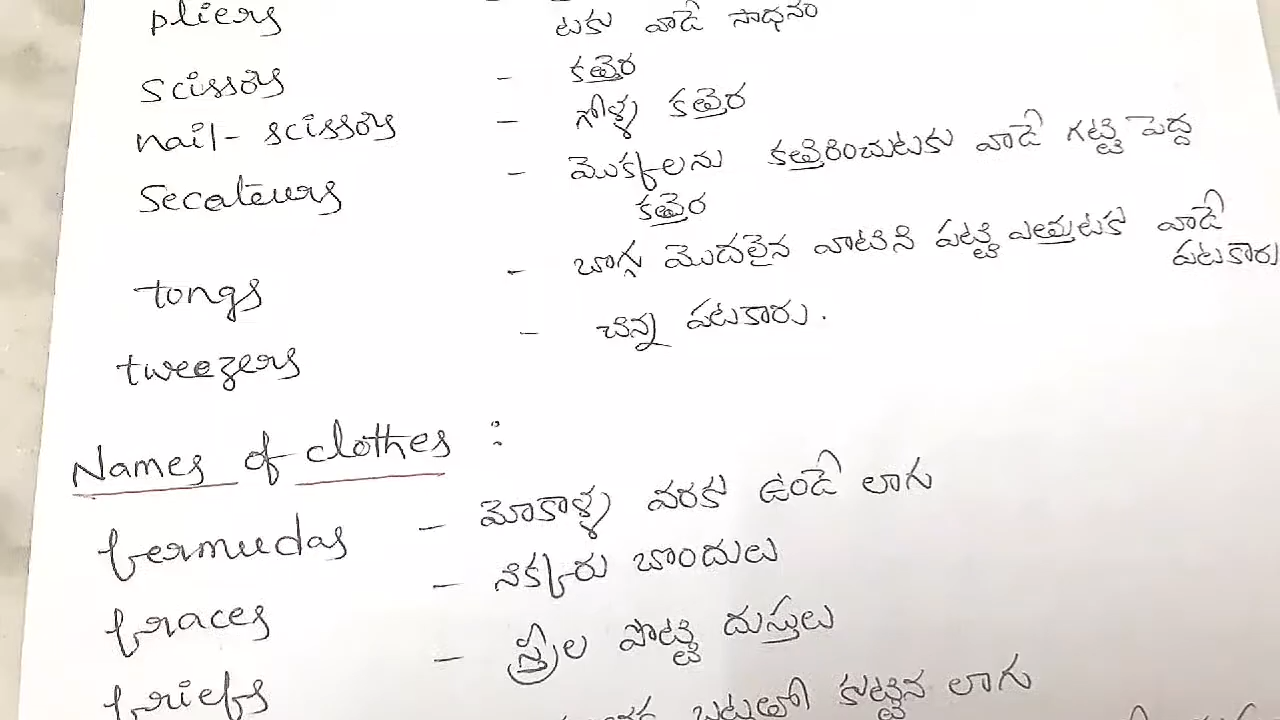 pliers
టకు వాడే సాధనం
scissors - కత్తెర
nail-scissors - గోళ్ళ కత్తెర
Secateurs - మొక్కలను కత్తిరించుటకు వాడే గట్టి పెద్ద
కత్తెర
tongs - బొగ్గు మొదలైన వాటిని పట్టి ఎత్తుటకు వాడే
పటకారు
tweezers - చిన్న పటకారు.
Names of clothes :
bermudas - మోకాళ్ళ వరకు ఉండే లాగు
braces - నిక్కరు బొందులు
briefs - స్త్రీల పొట్టి దుస్తులు
కుట్టిన లాగు